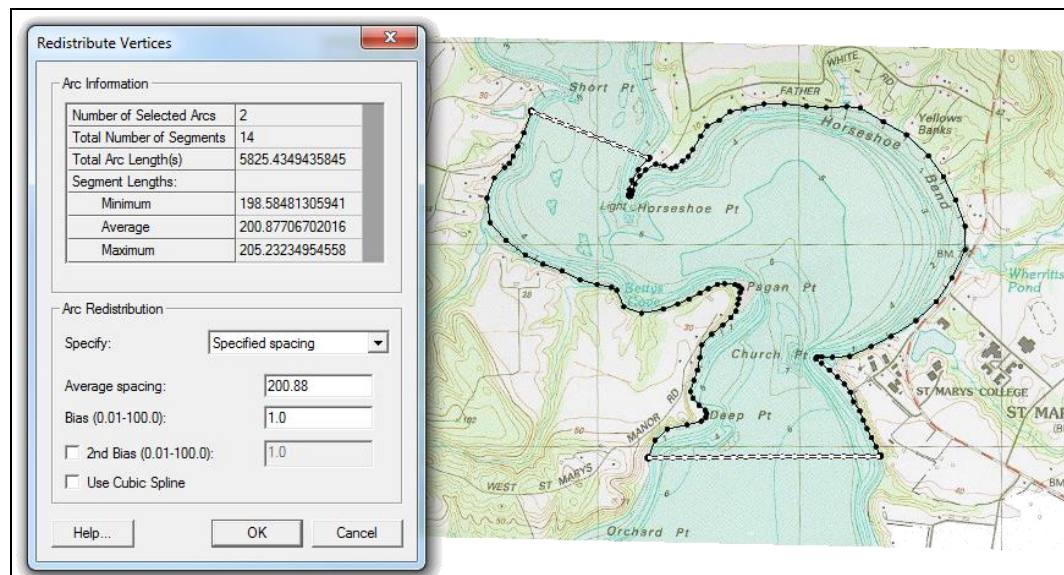 Redistribute Vertices
Arc Information
Number of Selected Arcs 2
Total Number of Segments 14
Total Arc Length(s) 5825.4349435845
Segment Lengths:
Minimum 198.58481305941
Average 200.87706702016
Maximum 205.23234954558
Arc Redistribution
Specify: Specified spacing
Average spacing: 200.88
Bias (0.01-100.0): 1.0
2nd Bias (0.01-100.0): 1.0
Use Cubic Spline
Help... OK Cancel
Short Pt
WHITE
RD
FATHER
Yellows
Banks
Horseshoe
Bend
Light
Horseshoe Pt
BM
Wherritts
Pond
Bettys
Cove
Pagan Pt
Church Pt
ST MARYS COLLEGE
ST MAR
Deep Pt
MANOR RD
WEST ST MARYS
BM
Orchard Pt